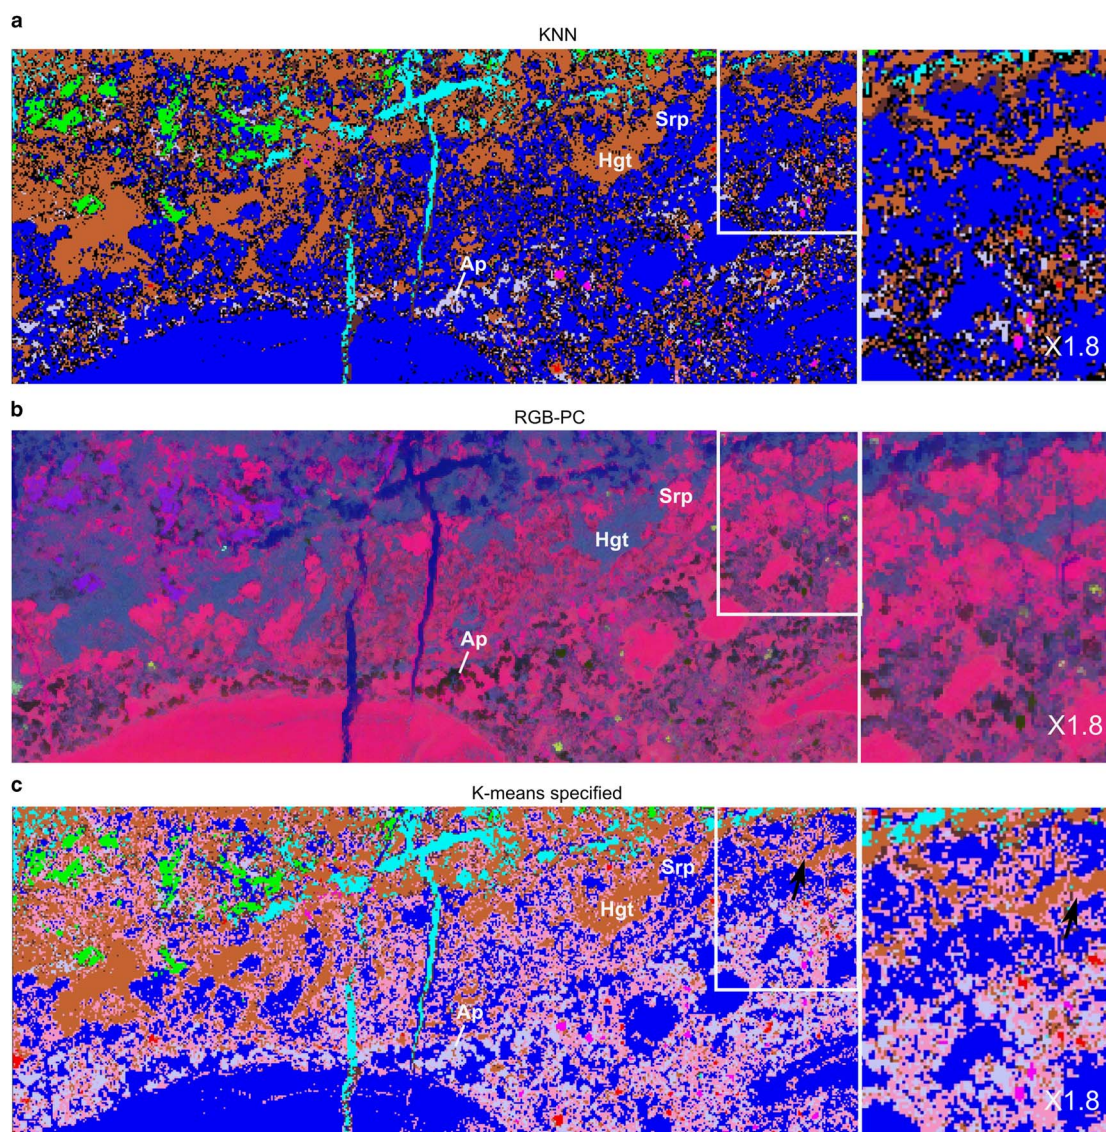 a
KNN
Srp
Hgt
Ap
X1.8
b
RGB-PC
Srp
Hgt
Ap
X1.8
c
K-means specified
Srp
Hgt
Ap
X1.8